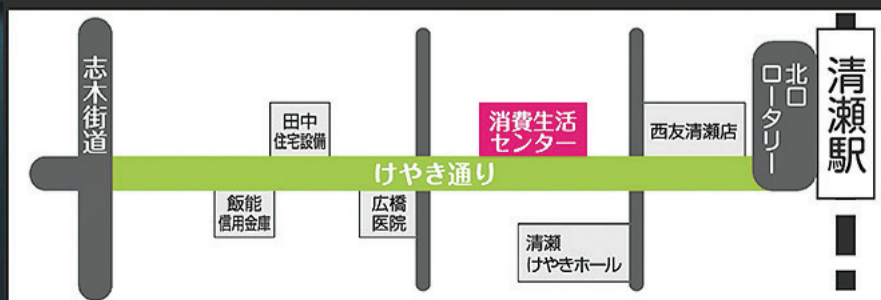 志木街道
田中
住宅設備
消費生活
センター
西友清瀬店
北口
ロータリー
清瀬駅
けやき通り
飯能
信用金庫
広橋
医院
清瀬
けやきホール